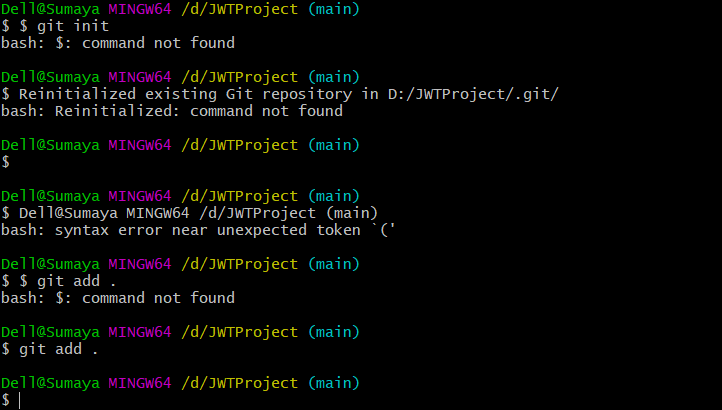 Dell@Sumaya MINGW64 /d/JWTProject (main)
$ $ git init
bash: $: command not found
Dell@Sumaya MINGW64 /d/JWTProject (main)
$ Reinitialized existing Git repository in D:/JWTProject/.git/
bash: Reinitialized: command not found
Dell@Sumaya MINGW64 /d/JWTProject (main)
$
Dell@Sumaya MINGW64 /d/JWTProject (main)
$ Dell@Sumaya MINGW64 /d/JWTProject (main)
bash: syntax error near unexpected token `('
Dell@Sumaya MINGW64 /d/JWTProject (main)
$ $ git add .
bash: $: command not found
Dell@Sumaya MINGW64 /d/JWTProject (main)
$ git add .
Dell@Sumaya MINGW64 /d/JWTProject (main)
$